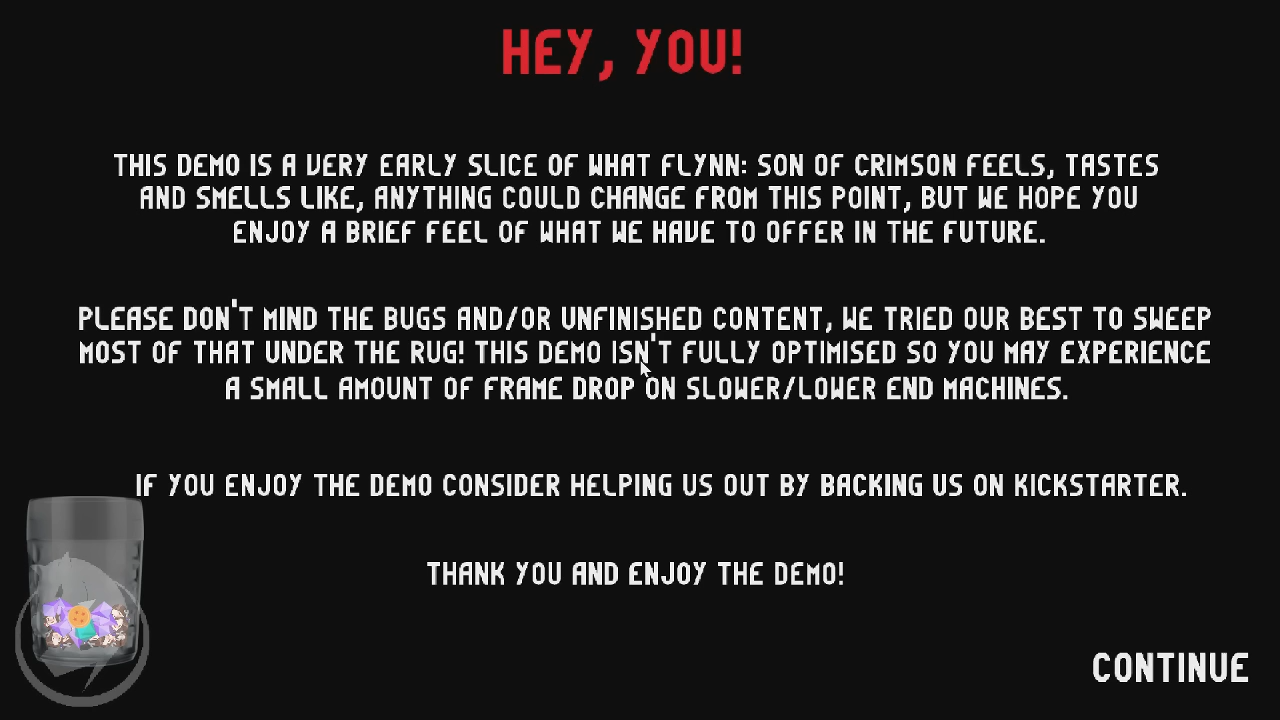 HEY, YOU!
THIS DEMO IS A VERY EARLY SLICE OF WHAT FLYNN: SON OF CRIMSON FEELS, TASTES
AND SMELLS LIKE, ANYTHING COULD CHANGE FROM THIS POINT, BUT WE HOPE YOU
ENJOY A BRIEF FEEL OF WHAT WE HAVE TO OFFER IN THE FUTURE.
PLEASE DON'T MIND THE BUGS AND/OR UNFINISHED CONTENT, WE TRIED OUR BEST TO SWEEP
MOST OF THAT UNDER THE RUG! THIS DEMO ISN'T FULLY OPTIMISED SO YOU MAY EXPERIENCE
A SMALL AMOUNT OF FRAME DROP ON SLOWER/LOWER END MACHINES.
IF YOU ENJOY THE DEMO CONSIDER HELPING US OUT BY BACKING US ON KICKSTARTER.
THANK YOU AND ENJOY THE DEMO!
CONTINUE